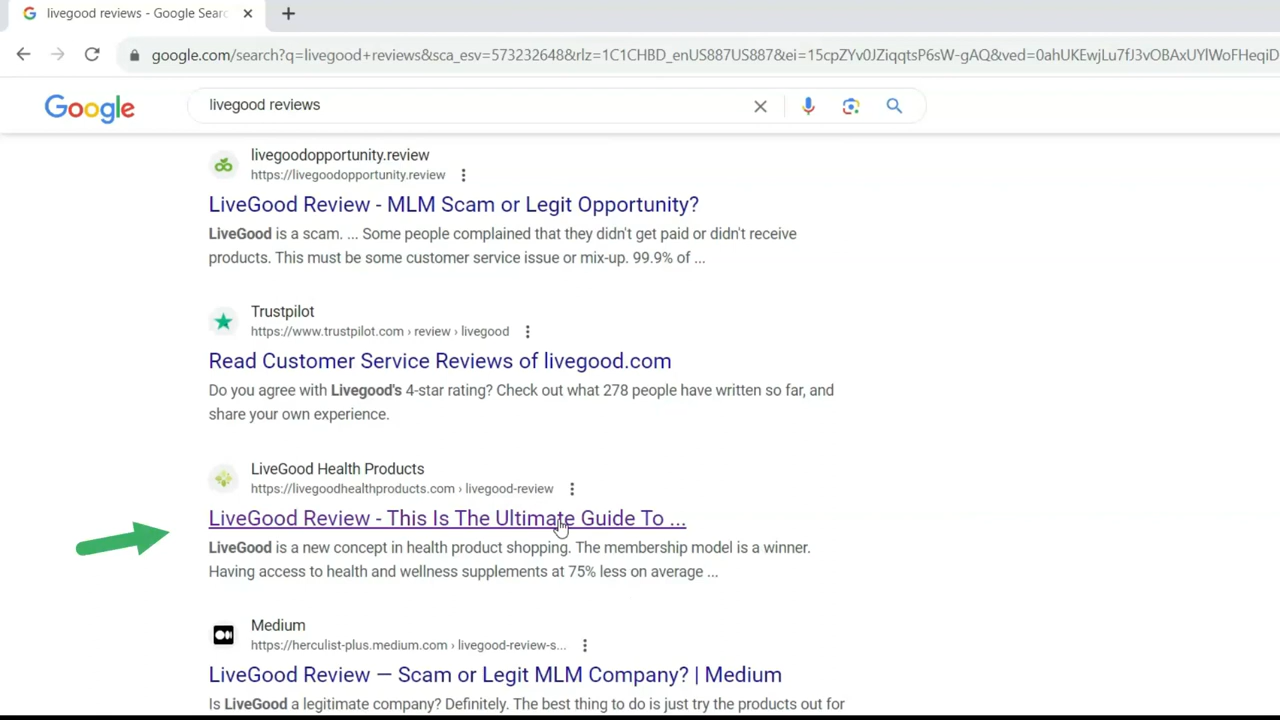 livegood reviews - Google Sear
google.com/search?q=livegood+reviews&sca_esv=573232648&rlz=1C1CHBD_enUS887US887&ei=15cpZYv0JZiqqtsP6sW-gAQ&ved=0ahUKEwjLu7fJ3vOBAxUYlWoFHeqiD
Google
livegood reviews
livegoodopportunity.review
https://livegoodopportunity.review
LiveGood Review - MLM Scam or Legit Opportunity?
LiveGood is a scam. ... Some people complained that they didn't get paid or didn't receive
products. This must be some customer service issue or mix-up. 99.9% of ...
Trustpilot
https://www.trustpilot.com › review › livegood
Read Customer Service Reviews of livegood.com
Do you agree with Livegood's 4-star rating? Check out what 278 people have written so far, and
share your own experience.
LiveGood Health Products
https://livegoodhealthproducts.com › livegood-review
LiveGood Review - This Is The Ultimate Guide To ...
LiveGood is a new concept in health product shopping. The membership model is a winner.
Having access to health and wellness supplements at 75% less on average ...
Medium
https://herculist-plus.medium.com › livegood-review-s...
LiveGood Review — Scam or Legit MLM Company? | Medium
Is LiveGood a legitimate company? Definitely. The best thing to do is just try the products out for